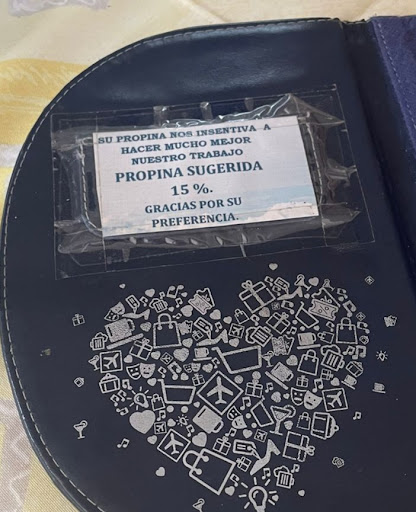 SU PROPINA NOS INSENTIVA A
HACER MUCHO MEJOR
NUESTRO TRABAJO
PROPINA SUGERIDA
15 %.
GRACIAS POR SU
PREFERENCIA.